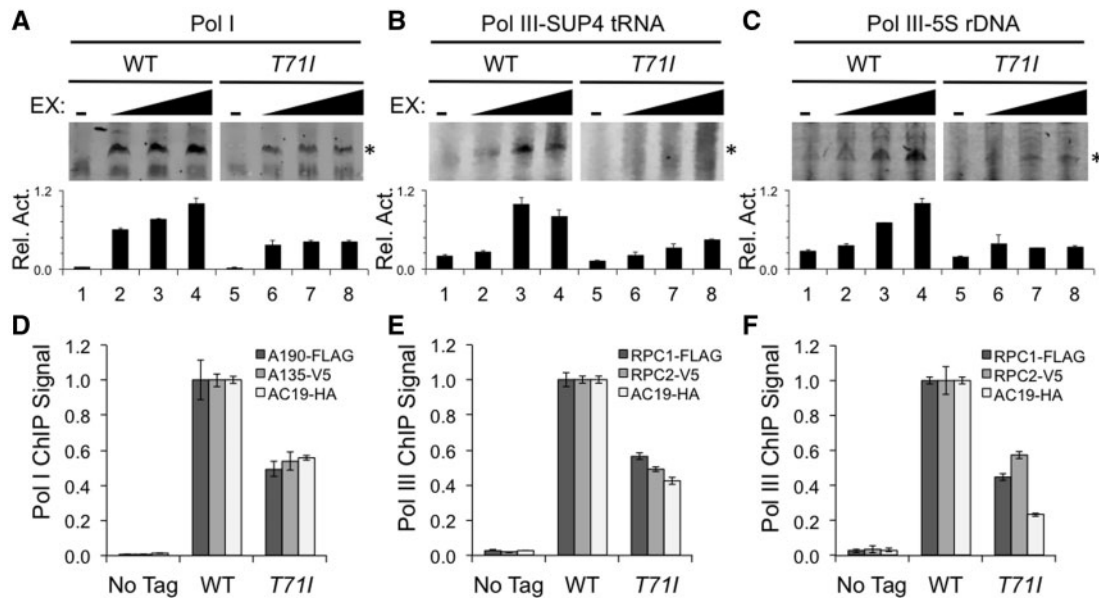 A
Pol I
WT
T71I
EX:
–
–
*
Rel. Act.
1.2
0.0
1 2 3 4 5 6 7 8
B
Pol III-SUP4 tRNA
WT
T71I
EX:
–
–
*
Rel. Act.
1.2
0.0
1 2 3 4 5 6 7 8
C
Pol III-5S rDNA
WT
T71I
EX:
–
–
*
Rel. Act.
1.2
0.0
1 2 3 4 5 6 7 8
D
Pol I ChIP Signal
1.2
1.0
0.8
0.6
0.4
0.2
0.0
A190-FLAG
A135-V5
AC19-HA
No Tag WT T71I
E
Pol III ChIP Signal
1.2
1.0
0.8
0.6
0.4
0.2
0.0
RPC1-FLAG
RPC2-V5
AC19-HA
No Tag WT T71I
F
Pol III ChIP Signal
1.2
1.0
0.8
0.6
0.4
0.2
0.0
RPC1-FLAG
RPC2-V5
AC19-HA
No Tag WT T71I